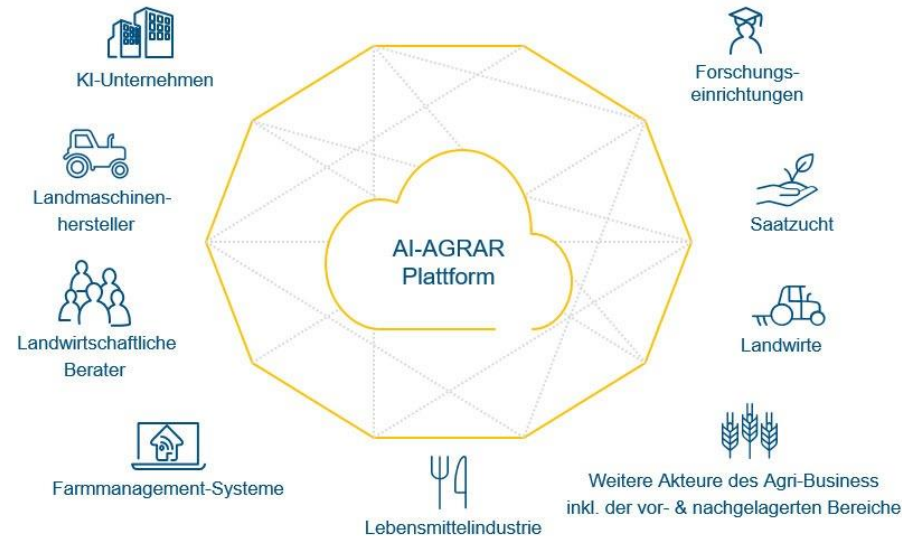 KI-Unternehmen
Forschungs-
einrichtungen
Landmaschinen-
hersteller
Saatzucht
AI-AGRAR
Plattform
Landwirtschaftliche
Berater
Landwirte
Farmmanagement-Systeme
Lebensmittelindustrie
Weitere Akteure des Agri-Business
inkl. der vor- & nachgelagerten Bereiche